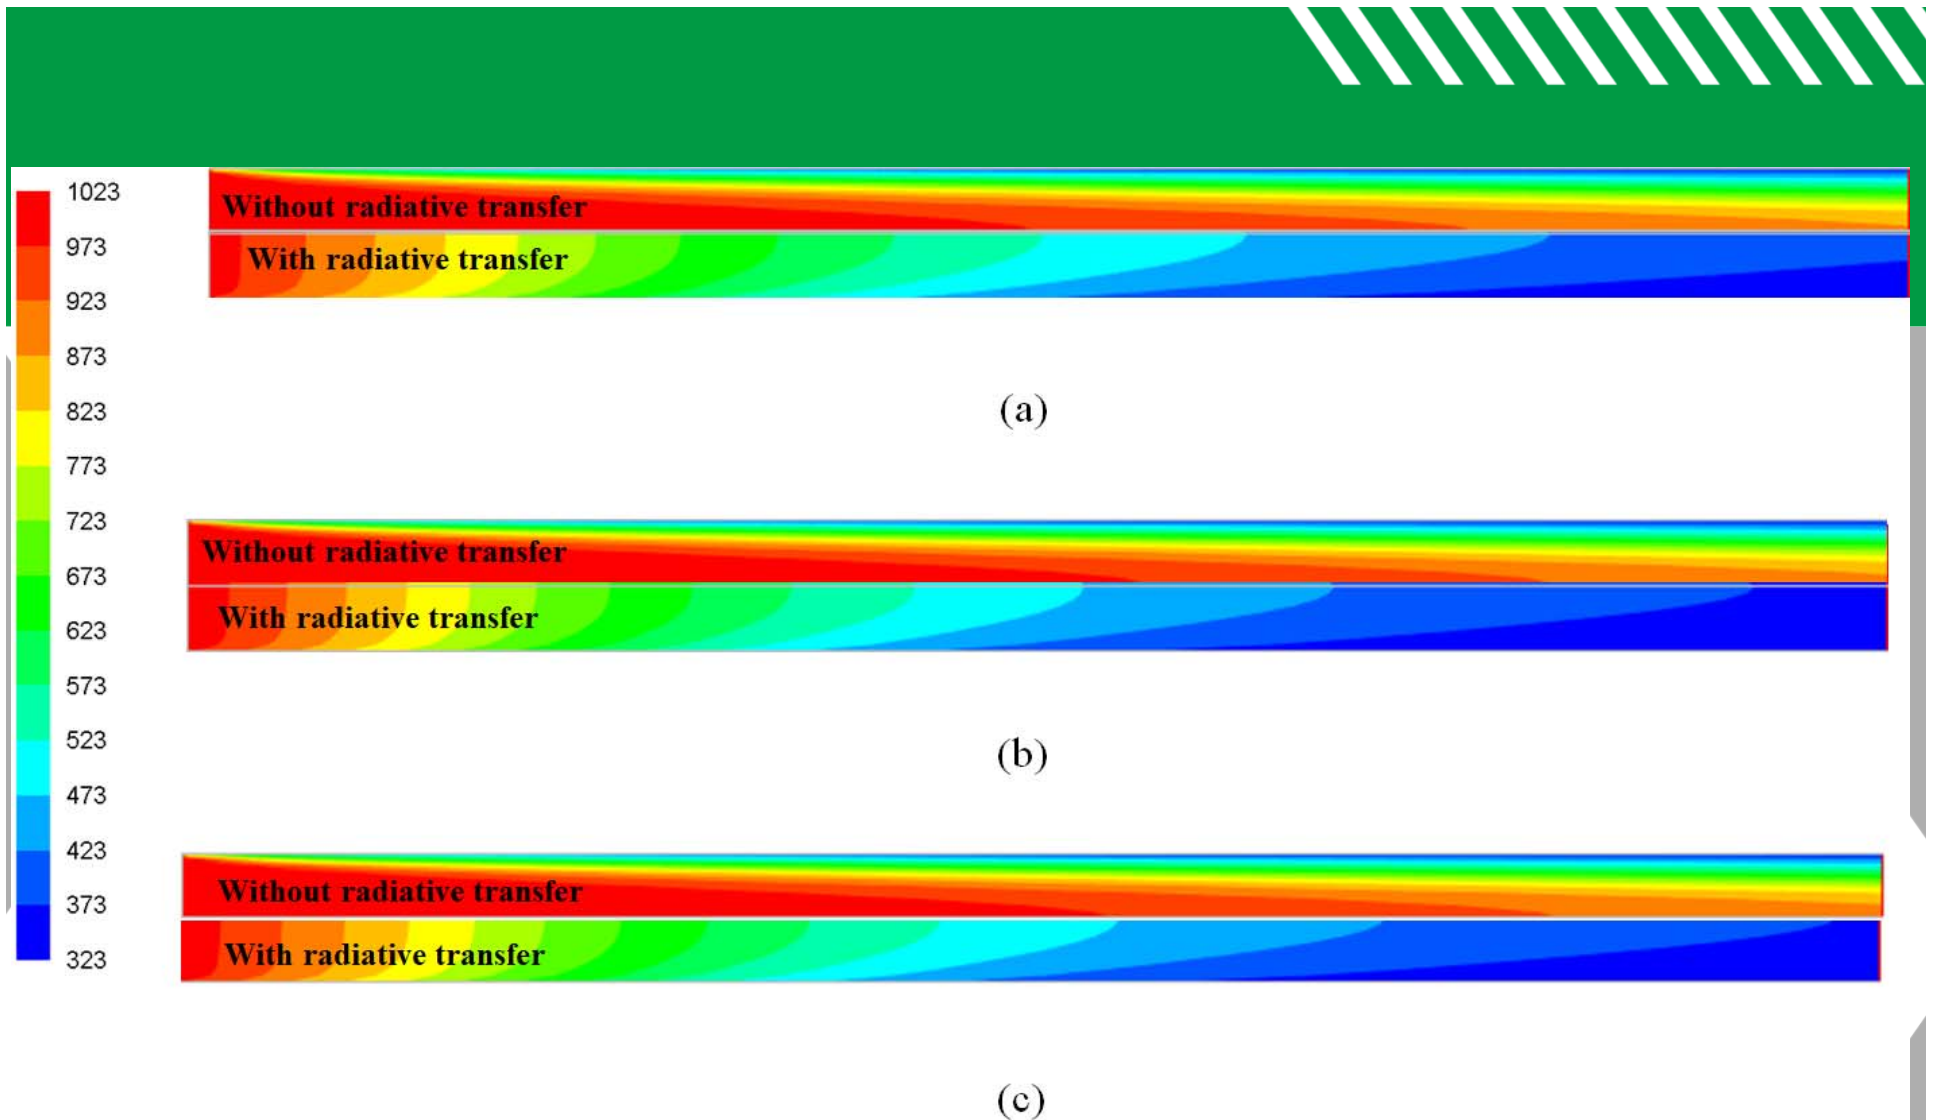 1023
973
923
873
823
773
723
673
623
573
523
473
423
373
323
Without radiative transfer
With radiative transfer
(a)
Without radiative transfer
With radiative transfer
(b)
Without radiative transfer
With radiative transfer
(c)